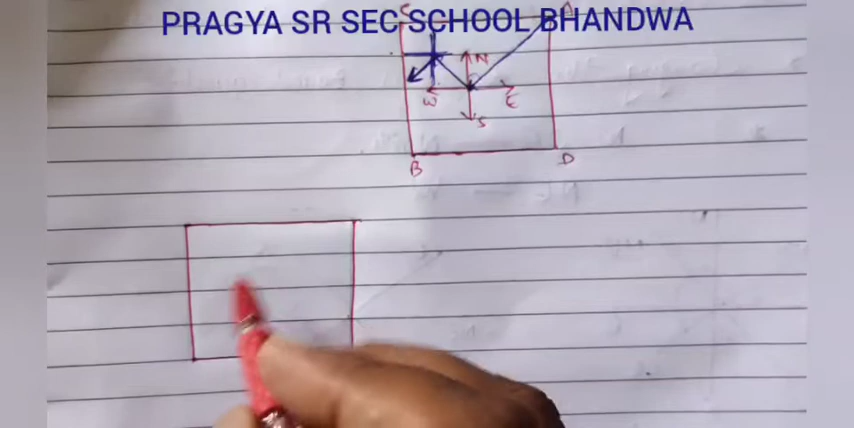 PRAGYA SR SEC SCHOOL BHANDWA
C A
N
W E
S
B D